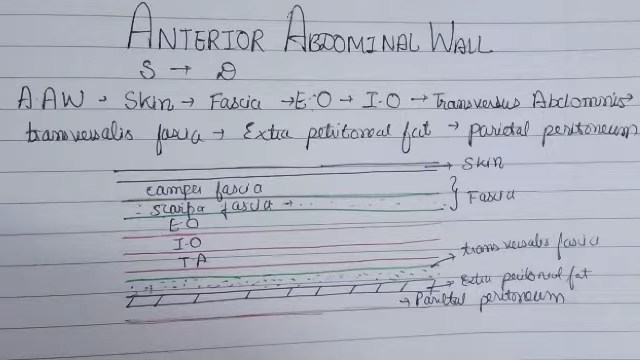 ANTERIOR ABDOMINAL WALL
S → D
AAW → Skin → Fascia → E.O → I.O → Transversus Abdominis →
transversalis fascia → Extra peritoneal fat → parietal peritoneum
→ Skin
camper fascia
scarpa fascia → Fascia
E O
I.O
T A
transversalis fascia
→ Extra peritoneal fat
→ Parietal peritoneum